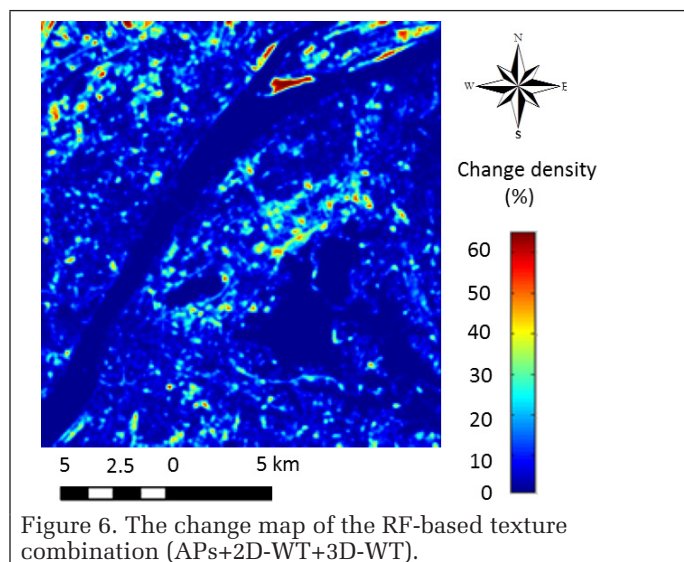 N
W E
S
Change density
(%)
60
50
40
30
20
10
0
5 2.5 0 5 km
Figure 6. The change map of the RF-based texture
combination (APs+2D-WT+3D-WT).